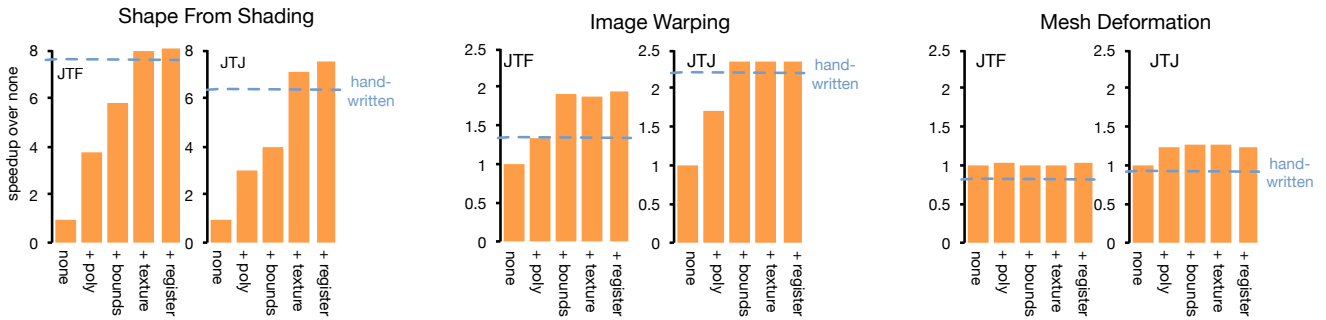 Shape From Shading
speedup over none
8
6
4
2
0
JTF
none
+ poly
+ bounds
+ texture
+ register
8
6
4
2
0
JTJ
hand-
written
none
+ poly
+ bounds
+ texture
+ register
Image Warping
2.5
2
1.5
1
0.5
0
JTF
none
+ poly
+ bounds
+ texture
+ register
2.5
2
1.5
1
0.5
0
JTJ
hand-
written
none
+ poly
+ bounds
+ texture
+ register
Mesh Deformation
2.5
2
1.5
1
0.5
0
JTF
none
+ poly
+ bounds
+ texture
+ register
2.5
2
1.5
1
0.5
0
JTJ
hand-
written
none
+ poly
+ bounds
+ texture
+ register